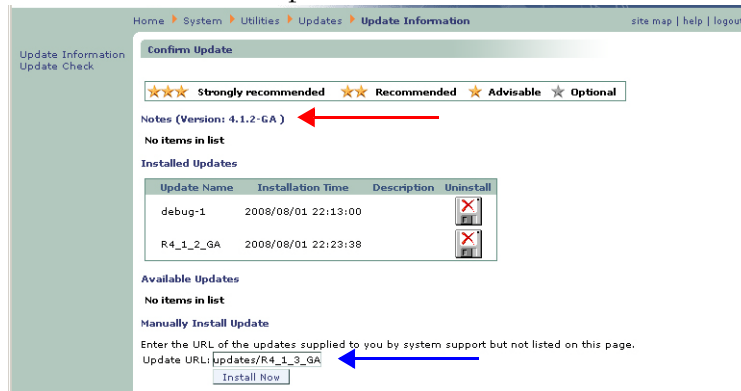 Home System Utilities Updates Update Information site map | help | logout
Update Information
Update Check
Confirm Update
Strongly recommended Recommended Advisable Optional
Notes (Version: 4.1.2-GA )
No items in list
Installed Updates
Update Name Installation Time Description Uninstall
debug-1 2008/08/01 22:13:00
R4_1_2_GA 2008/08/01 22:23:38
Available Updates
No items in list
Manually Install Update
Enter the URL of the updates supplied to you by system support but not listed on this page.
Update URL: updates/R4_1_3_GA
Install Now